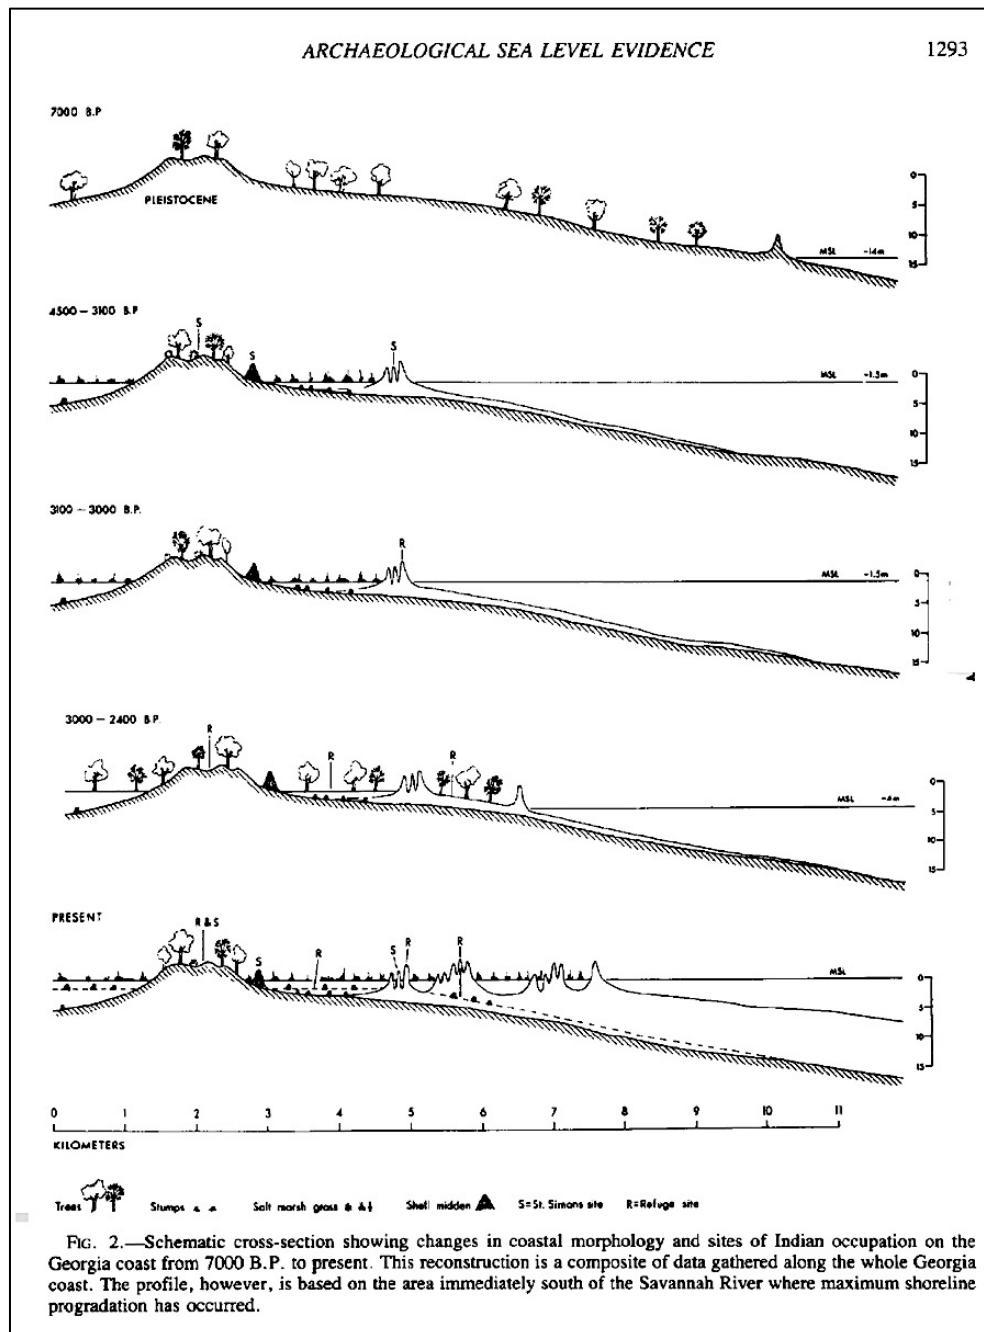 ARCHAEOLOGICAL SEA LEVEL EVIDENCE 1293
7000 B.P
PLEISTOCENE
0
5
10
MSL -14m
15
4500 – 3100 B.P
S
S
S
MSL -1.5m
0
5
10
15
3100 – 3000 B.P.
R
MSL -1.5m
0
5
10
15
3000 – 2400 B.P.
R
R
R
0
MSL -4m
5
10
15
PRESENT
R & S
S
R
S
R
R
MSL
0
5
10
15
0 1 2 3 4 5 6 7 8 9 10 11
KILOMETERS
Trees Stumps Salt marsh grass Shell midden S=St. Simons site R=Refuge site
FIG. 2.—Schematic cross-section showing changes in coastal morphology and sites of Indian occupation on the
Georgia coast from 7000 B.P. to present. This reconstruction is a composite of data gathered along the whole Georgia
coast. The profile, however, is based on the area immediately south of the Savannah River where maximum shoreline
progradation has occurred.